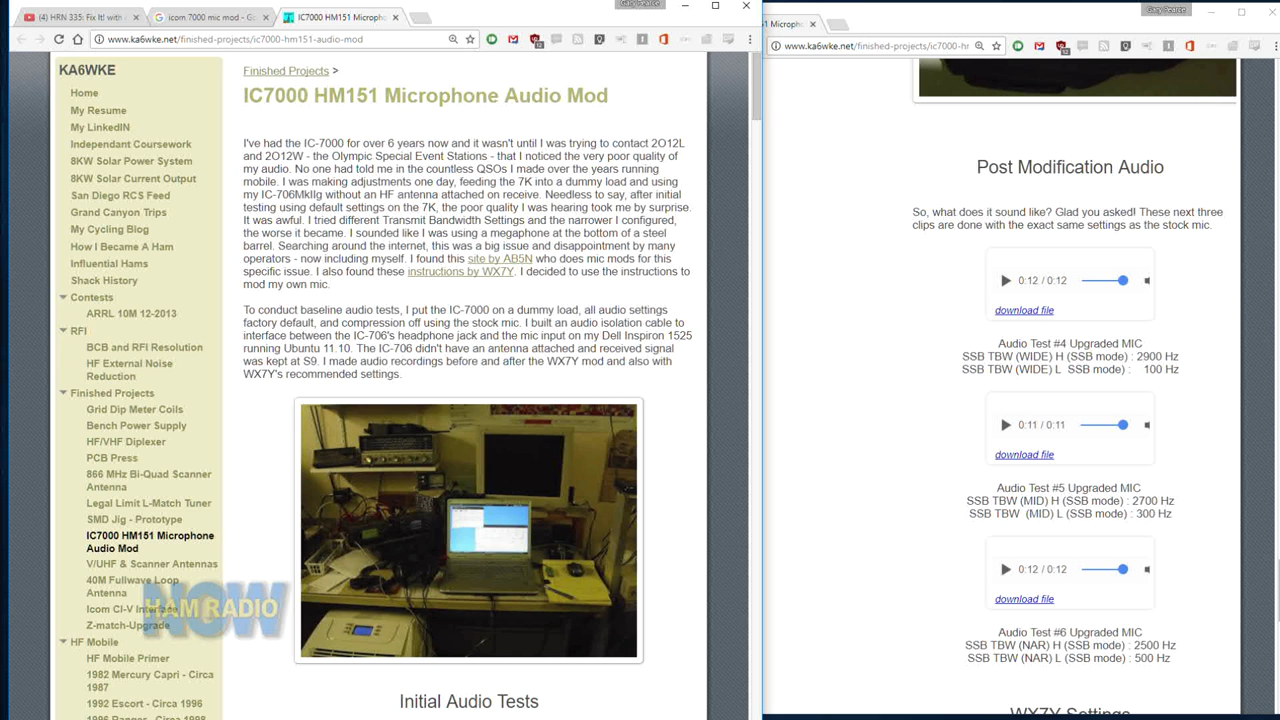 (4) HRN 335: Fix It! with
icom 7000 mic mod - Go
IC7000 HM151 Micropho
Gary Pearce
www.ka6wke.net/finished-projects/ic7000-hm151-audio-mod
KA6WKE
Home
My Resume
My LinkedIN
Independant Coursework
8KW Solar Power System
8KW Solar Current Output
San Diego RCS Feed
Grand Canyon Trips
My Cycling Blog
How I Became A Ham
Influential Hams
Shack History
Contests
ARRL 10M 12-2013
RFI
BCB and RFI Resolution
HF External Noise
Reduction
Finished Projects
Grid Dip Meter Coils
Bench Power Supply
HF/VHF Diplexer
PCB Press
866 MHz Bi-Quad Scanner
Antenna
Legal Limit L-Match Tuner
SMD Jig - Prototype
IC7000 HM151 Microphone
Audio Mod
V/UHF & Scanner Antennas
40M Fullwave Loop
Antenna
Icom CI-V Interface
Z-match-Upgrade
HF Mobile
HF Mobile Primer
1982 Mercury Capri - Circa
1987
1992 Escort - Circa 1996
1996 Ranger - Circa 1998
HAM RADIO
NOW
Finished Projects >
IC7000 HM151 Microphone Audio Mod
I've had the IC-7000 for over 6 years now and it wasn't until I was trying to contact 2O12L
and 2O12W - the Olympic Special Event Stations - that I noticed the very poor quality of
my audio. No one had told me in the countless QSOs I made over the years running
mobile. I was making adjustments one day, feeding the 7K into a dummy load and using
my IC-706MkIIg without an HF antenna attached on receive. Needless to say, after initial
testing using default settings on the 7K, the poor quality I was hearing took me by surprise.
It was awful. I tried different Transmit Bandwidth Settings and the narrower I configured,
the worse it became. I sounded like I was using a megaphone at the bottom of a steel
barrel. Searching around the internet, this was a big issue and disappointment by many
operators - now including myself. I found this site by AB5N who does mic mods for this
specific issue. I also found these instructions by WX7Y. I decided to use the instructions to
mod my own mic.
To conduct baseline audio tests, I put the IC-7000 on a dummy load, all audio settings
factory default, and compression off using the stock mic. I built an audio isolation cable to
interface between the IC-706's headphone jack and the mic input on my Dell Inspiron 1525
running Ubuntu 11.10. The IC-706 didn't have an antenna attached and received signal
was kept at S9. I made audio recordings before and after the WX7Y mod and also with
WX7Y's recommended settings.
Initial Audio Tests
Micropho
Gary Pearce
www.ka6wke.net/finished-projects/ic7000-h
Post Modification Audio
So, what does it sound like? Glad you asked! These next three
clips are done with the exact same settings as the stock mic.
0:12 / 0:12
download file
Audio Test #4 Upgraded MIC
SSB TBW (WIDE) H (SSB mode) : 2900 Hz
SSB TBW (WIDE) L SSB mode) : 100 Hz
0:11 / 0:11
download file
Audio Test #5 Upgraded MIC
SSB TBW (MID) H (SSB mode) : 2700 Hz
SSB TBW (MID) L (SSB mode) : 300 Hz
0:12 / 0:12
download file
Audio Test #6 Upgraded MIC
SSB TBW (NAR) H (SSB mode) : 2500 Hz
SSB TBW (NAR) L (SSB mode) : 500 Hz
WX7Y Settings